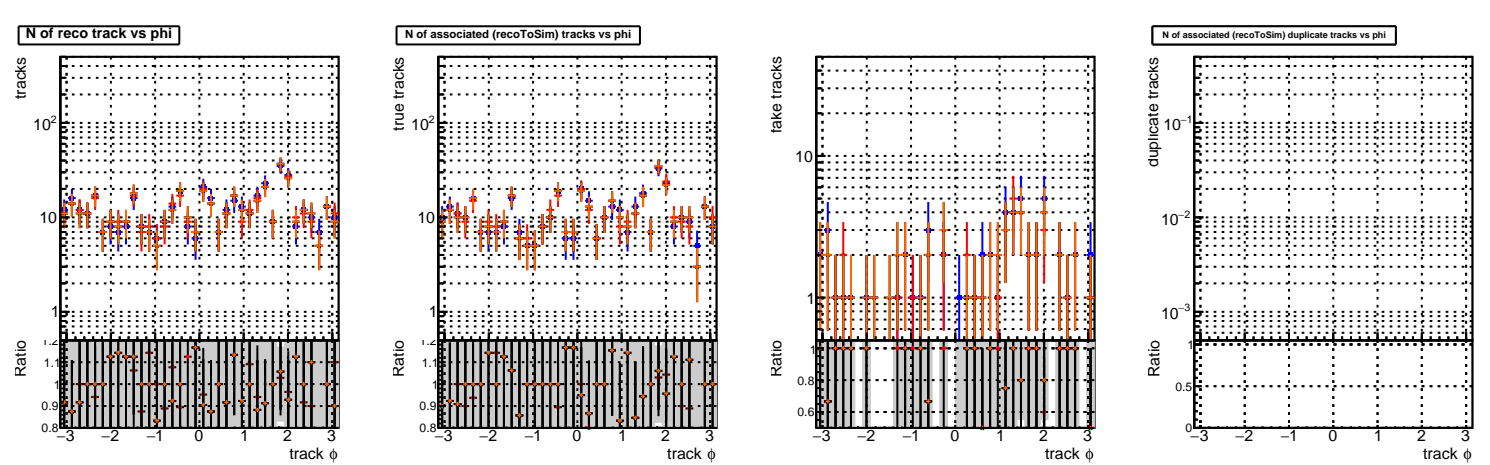 N of reco track vs phi
tracks
10²
10
1
Ratio
1.2
1.1
1
0.9
0.8
−3 −2 −1 0 1 2 3
track ϕ
N of associated (recoToSim) tracks vs phi
true tracks
10²
10
1
Ratio
1.2
1.1
1
0.9
0.8
−3 −2 −1 0 1 2 3
track ϕ
fake tracks
10
1
Ratio
1
0.8
0.6
−3 −2 −1 0 1 2 3
track ϕ
N of associated (recoToSim) duplicate tracks vs phi
duplicate tracks
10⁻¹
10⁻²
10⁻³
Ratio
1
0.5
0
−3 −2 −1 0 1 2 3
track ϕ